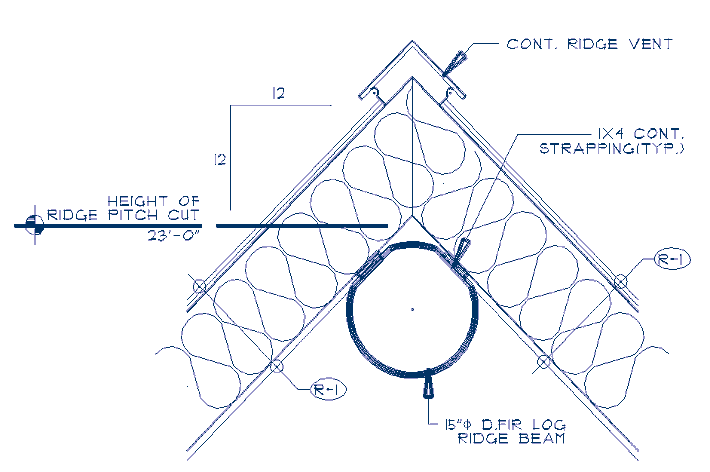 CONT. RIDGE VENT
12
1X4 CONT.
STRAPPING(TYP.)
12
HEIGHT OF
RIDGE PITCH CUT
23'-0"
R-1
R-1
15"Φ D.FIR LOG
RIDGE BEAM